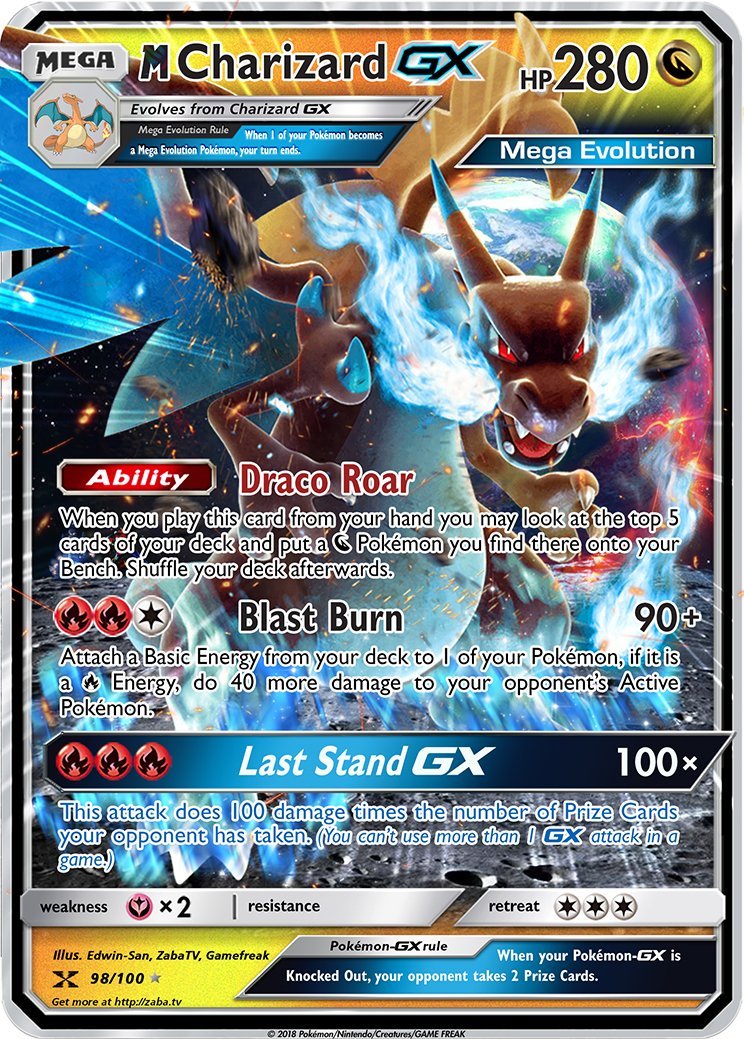 MEGA M Charizard GX HP280
Evolves from Charizard GX
Mega Evolution Rule When 1 of your Pokémon becomes
a Mega Evolution Pokémon, your turn ends.
Mega Evolution
Ability Draco Roar
When you play this card from your hand you may look at the top 5
cards of your deck and put a Pokémon you find there onto your
Bench. Shuffle your deck afterwards.
Blast Burn 90+
Attach a Basic Energy from your deck to 1 of your Pokémon, if it is
a Energy, do 40 more damage to your opponent's Active
Pokémon.
Last Stand GX 100×
This attack does 100 damage times the number of Prize Cards
your opponent has taken. (You can't use more than 1 GX attack in a
game.)
weakness ×2 resistance retreat
Illus. Edwin-San, ZabaTV, Gamefreak
X 98/100
Get more at http://zaba.tv
Pokémon-GX rule
When your Pokémon-GX is
Knocked Out, your opponent takes 2 Prize Cards.
© 2018 Pokémon/Nintendo/Creatures/GAME FREAK